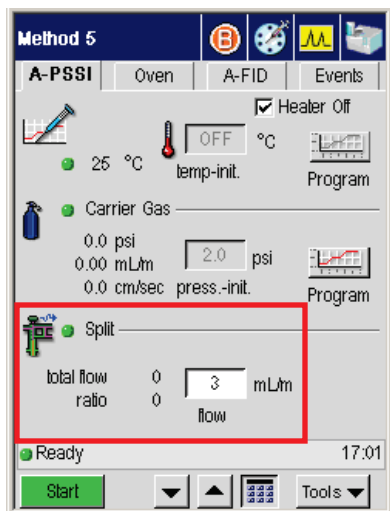 Method 5 B
A-PSSI Oven A-FID Events
Heater Off
OFF °C
25 °C temp-init. Program
Carrier Gas
0.0 psi
0.00 mL/m 2.0 psi
0.0 cm/sec press.-init. Program
Split
total flow 0 3 mL/m
ratio 0 flow
Ready 17:01
Start Tools